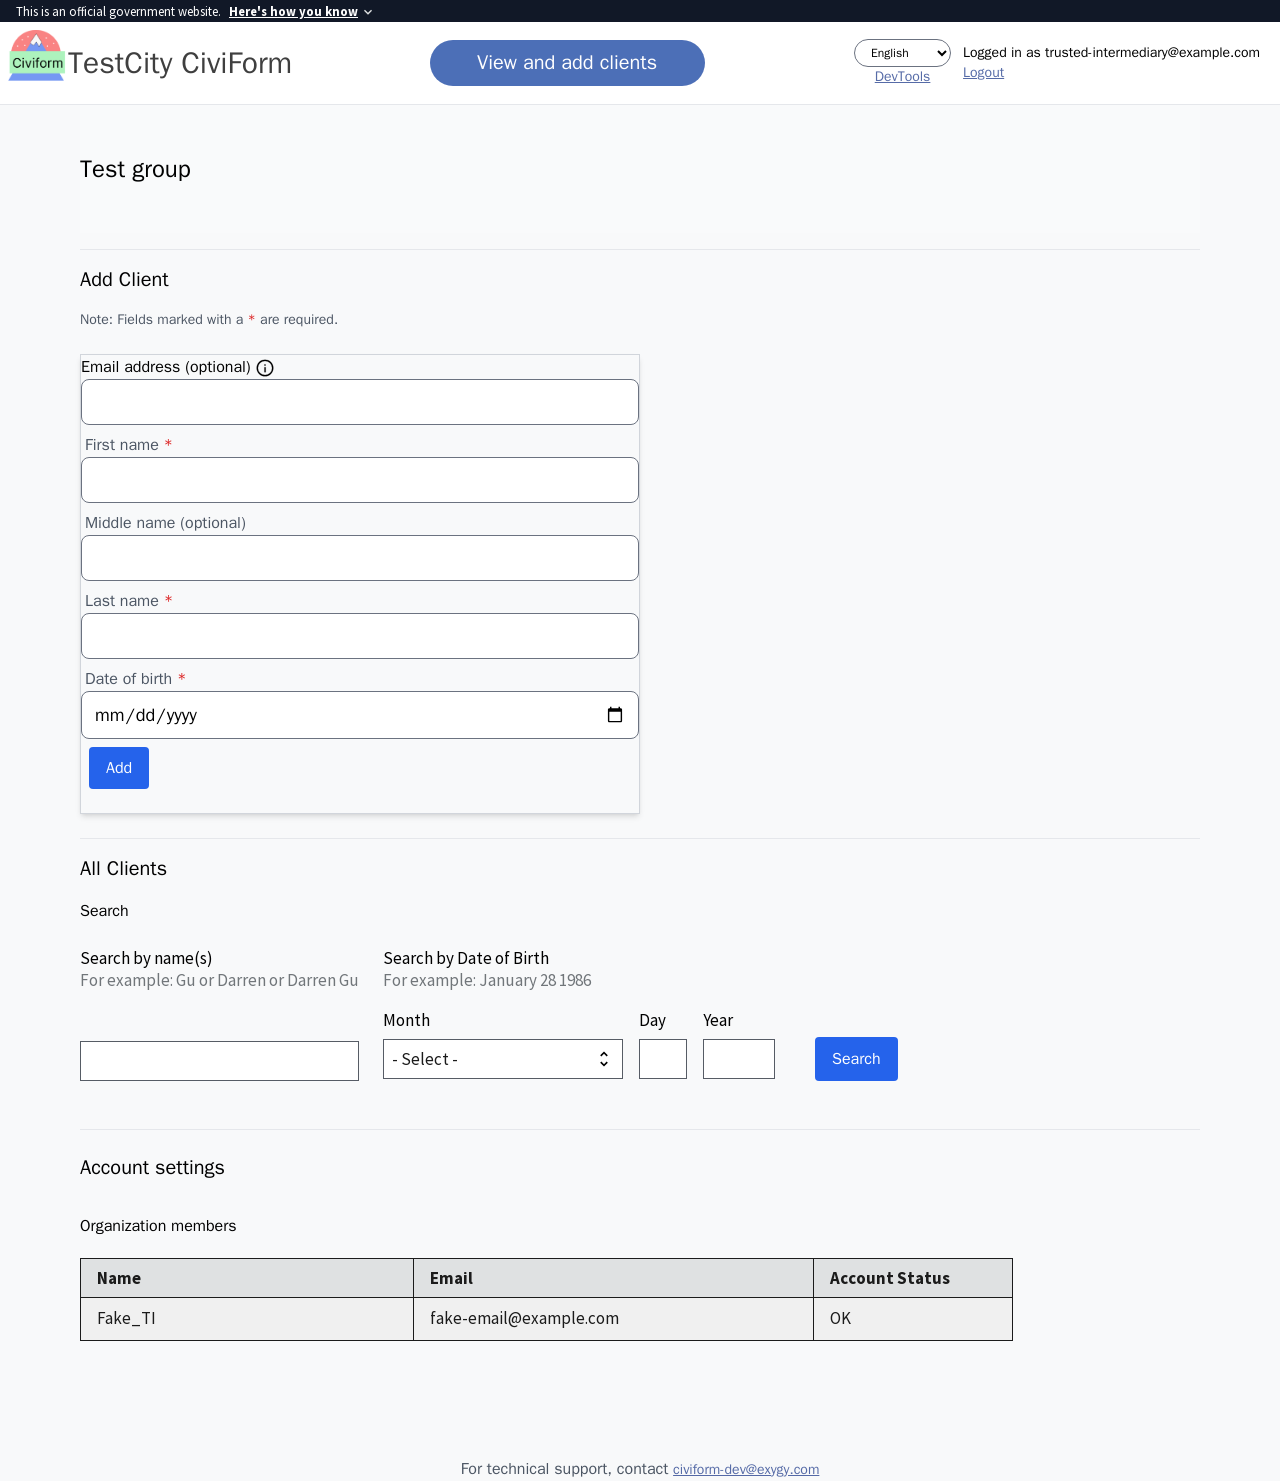 This is an official government website. Here's how you know
Civiform TestCity CiviForm
View and add clients
English
DevTools
Logged in as trusted-intermediary@example.com
Logout
Test group
Add Client
Note: Fields marked with a * are required.
Email address (optional)
First name *
Middle name (optional)
Last name *
Date of birth *
mm/dd/yyyy
Add
All Clients
Search
Search by name(s)
For example: Gu or Darren or Darren Gu
Search by Date of Birth
For example: January 28 1986
Month Day Year
- Select -
Search
Account settings
Organization members
Name Email Account Status
Fake_TI fake-email@example.com OK
For technical support, contact civiform-dev@exygy.com